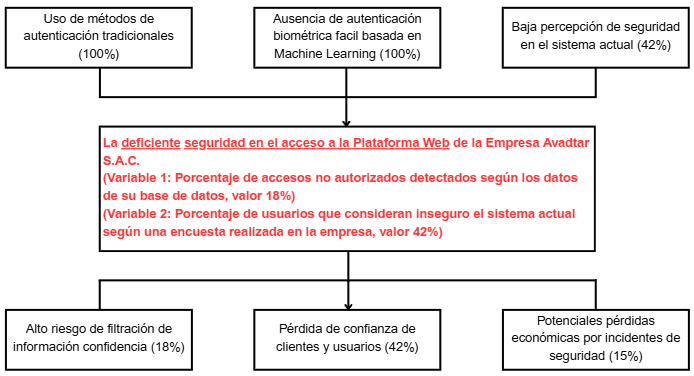 Uso de métodos de
autenticación tradicionales
(100%)
Ausencia de autenticación
biométrica facil basada en
Machine Learning (100%)
Baja percepción de seguridad
en el sistema actual (42%)
La deficiente seguridad en el acceso a la Plataforma Web de la Empresa Avadtar
S.A.C.
(Variable 1: Porcentaje de accesos no autorizados detectados según los datos
de su base de datos, valor 18%)
(Variable 2: Porcentaje de usuarios que consideran inseguro el sistema actual
según una encuesta realizada en la empresa, valor 42%)
Alto riesgo de filtración de
información confidencia (18%)
Pérdida de confianza de
clientes y usuarios (42%)
Potenciales pérdidas
económicas por incidentes de
seguridad (15%)